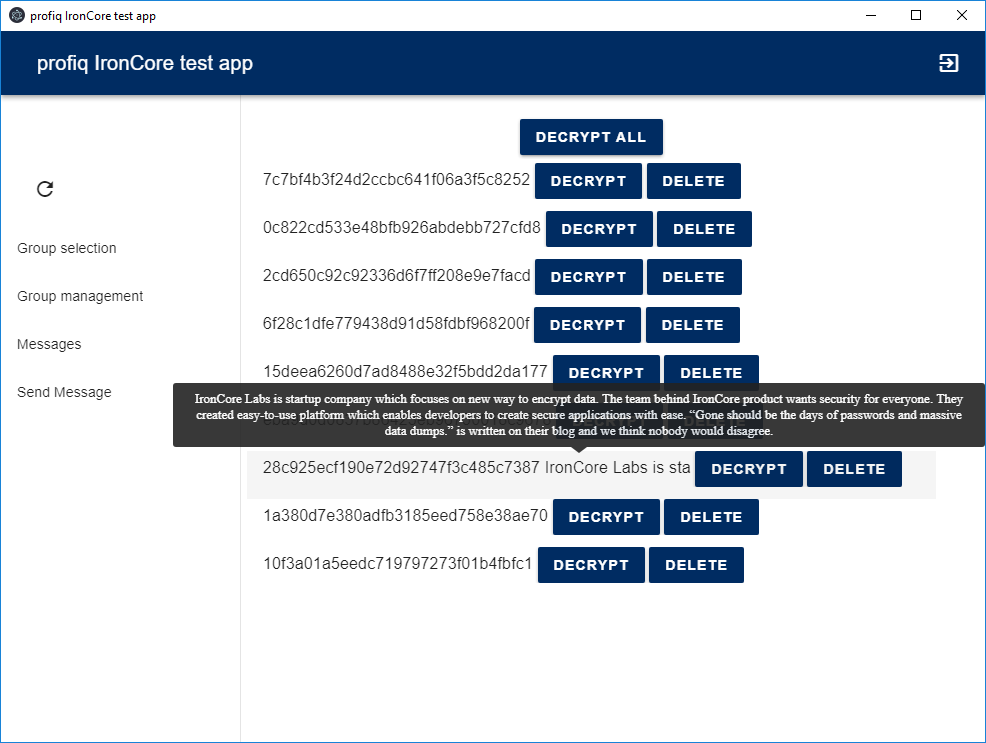 profiq IronCore test app
profiq IronCore test app
DECRYPT ALL
7c7bf4b3f24d2ccbc641f06a3f5c8252 DECRYPT DELETE
0c822cd533e48bfb926abdebb727cfd8 DECRYPT DELETE
Group selection
2cd650c92c92336d6f7ff208e9e7facd DECRYPT DELETE
Group management
6f28c1dfe779438d91d58fdbf968200f DECRYPT DELETE
Messages
15deea6260d7ad8488e32f5bdd2da177 DECRYPT DELETE
Send Message
IronCore Labs is startup company which focuses on new way to encrypt data. The team behind IronCore product wants security for everyone. They
created easy-to-use platform which enables developers to create secure applications with ease. “Gone should be the days of passwords and massive
data dumps.” is written on their blog and we think nobody would disagree.
28c925ecf190e72d92747f3c485c7387 IronCore Labs is sta DECRYPT DELETE
1a380d7e380adfb3185eed758e38ae70 DECRYPT DELETE
10f3a01a5eedc719797273f01b4fbfc1 DECRYPT DELETE